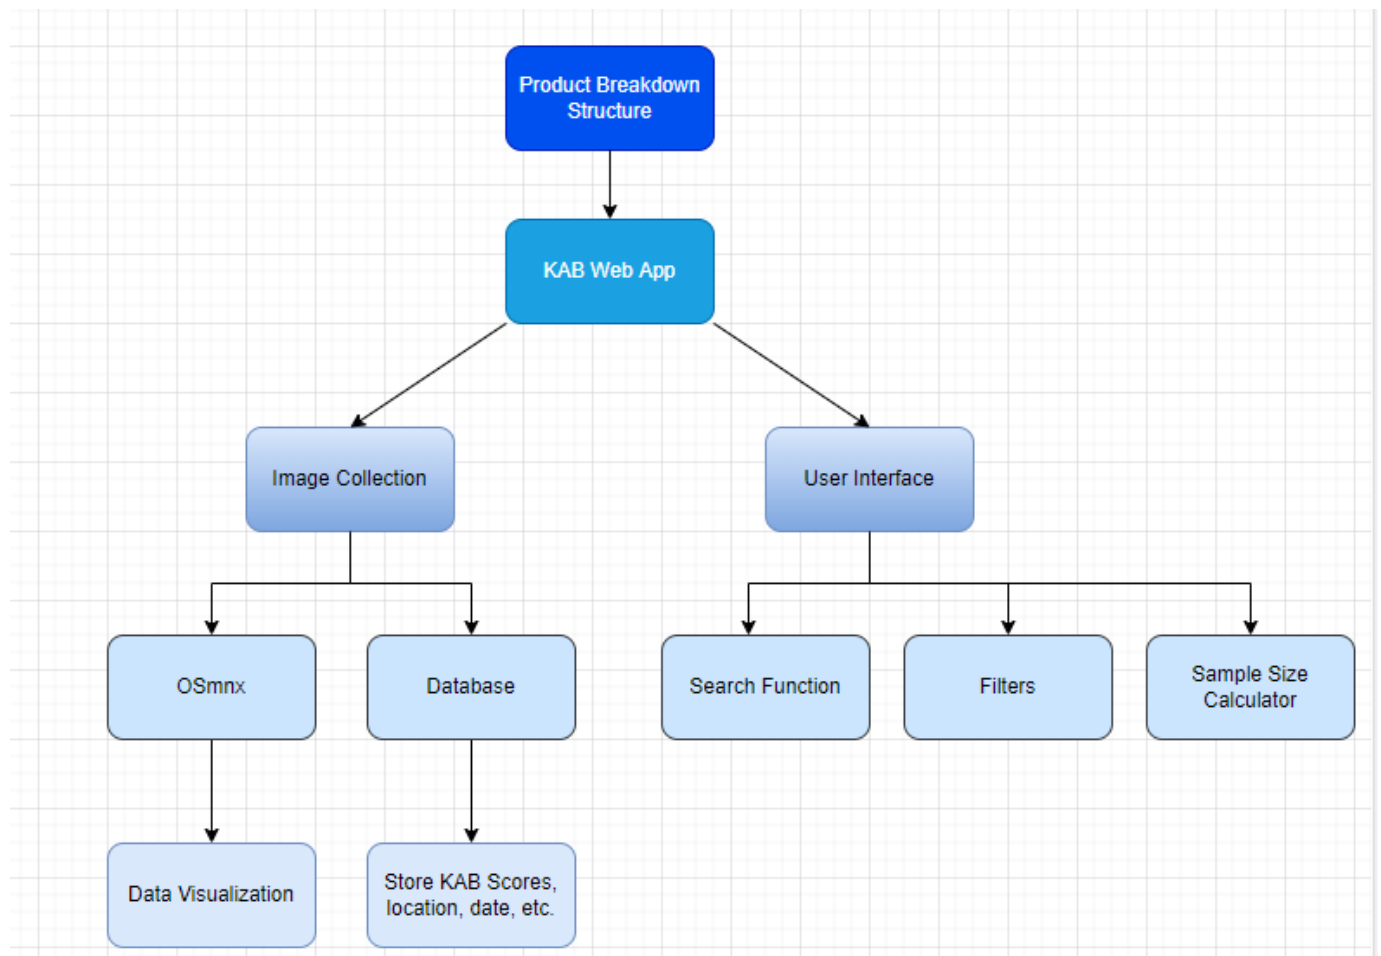 Product Breakdown
Structure
KAB Web App
Image Collection
User Interface
OSmnx
Database
Search Function
Filters
Sample Size
Calculator
Data Visualization
Store KAB Scores,
location, date, etc.